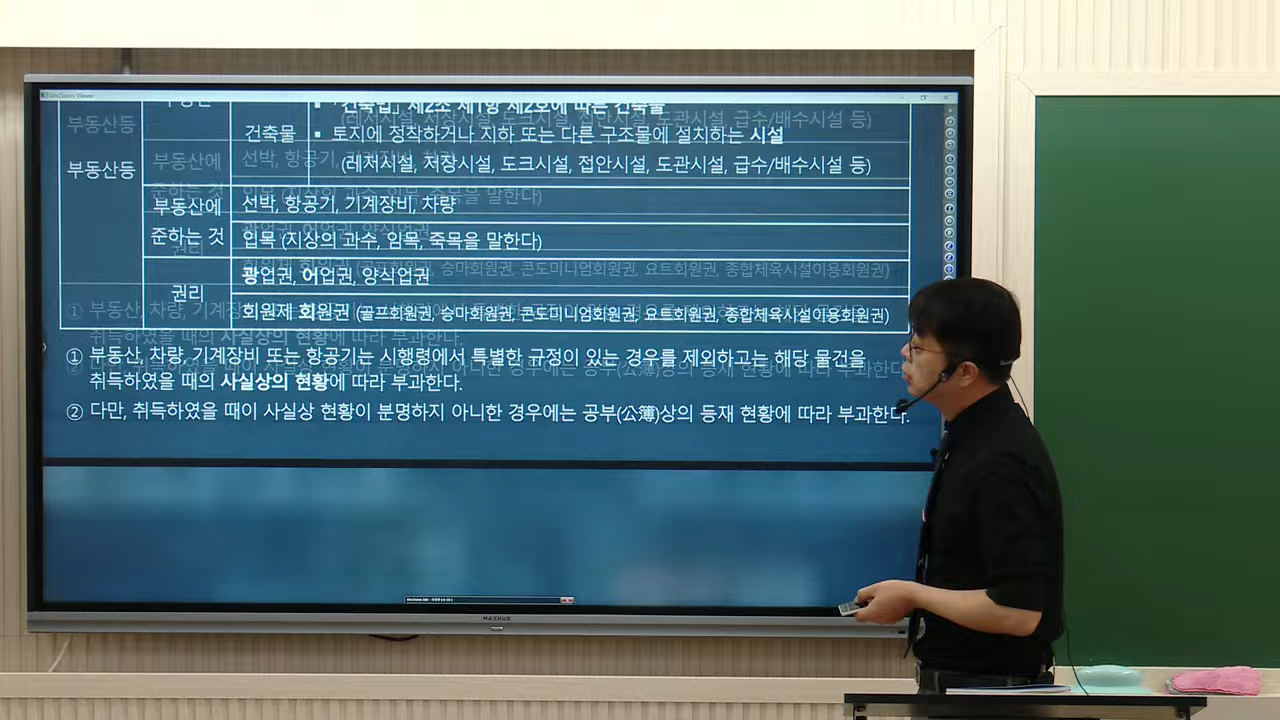 「건축법」 제2조 제1항 제2호에 따른 건축물
건축물
▪ 토지에 정착하거나 지하 또는 다른 구조물에 설치하는 시설
부동산등
(레저시설, 저장시설, 도크시설, 접안시설, 도관시설, 급수/배수시설 등)
부동산에
준하는 것
선박, 항공기, 기계장비, 차량
입목 (지상의 과수, 임목, 죽목을 말한다)
권리
광업권, 어업권, 양식업권
회원제 회원권 (골프회원권, 승마회원권, 콘도미니엄회원권, 요트회원권, 종합체육시설이용회원권)
① 부동산, 차량, 기계장비 또는 항공기는 시행령에서 특별한 규정이 있는 경우를 제외하고는 해당 물건을
취득하였을 때의 사실상의 현황에 따라 부과한다.
② 다만, 취득하였을 때이 사실상 현황이 분명하지 아니한 경우에는 공부(公簿)상의 등재 현황에 따라 부과한다.
MAXHUB